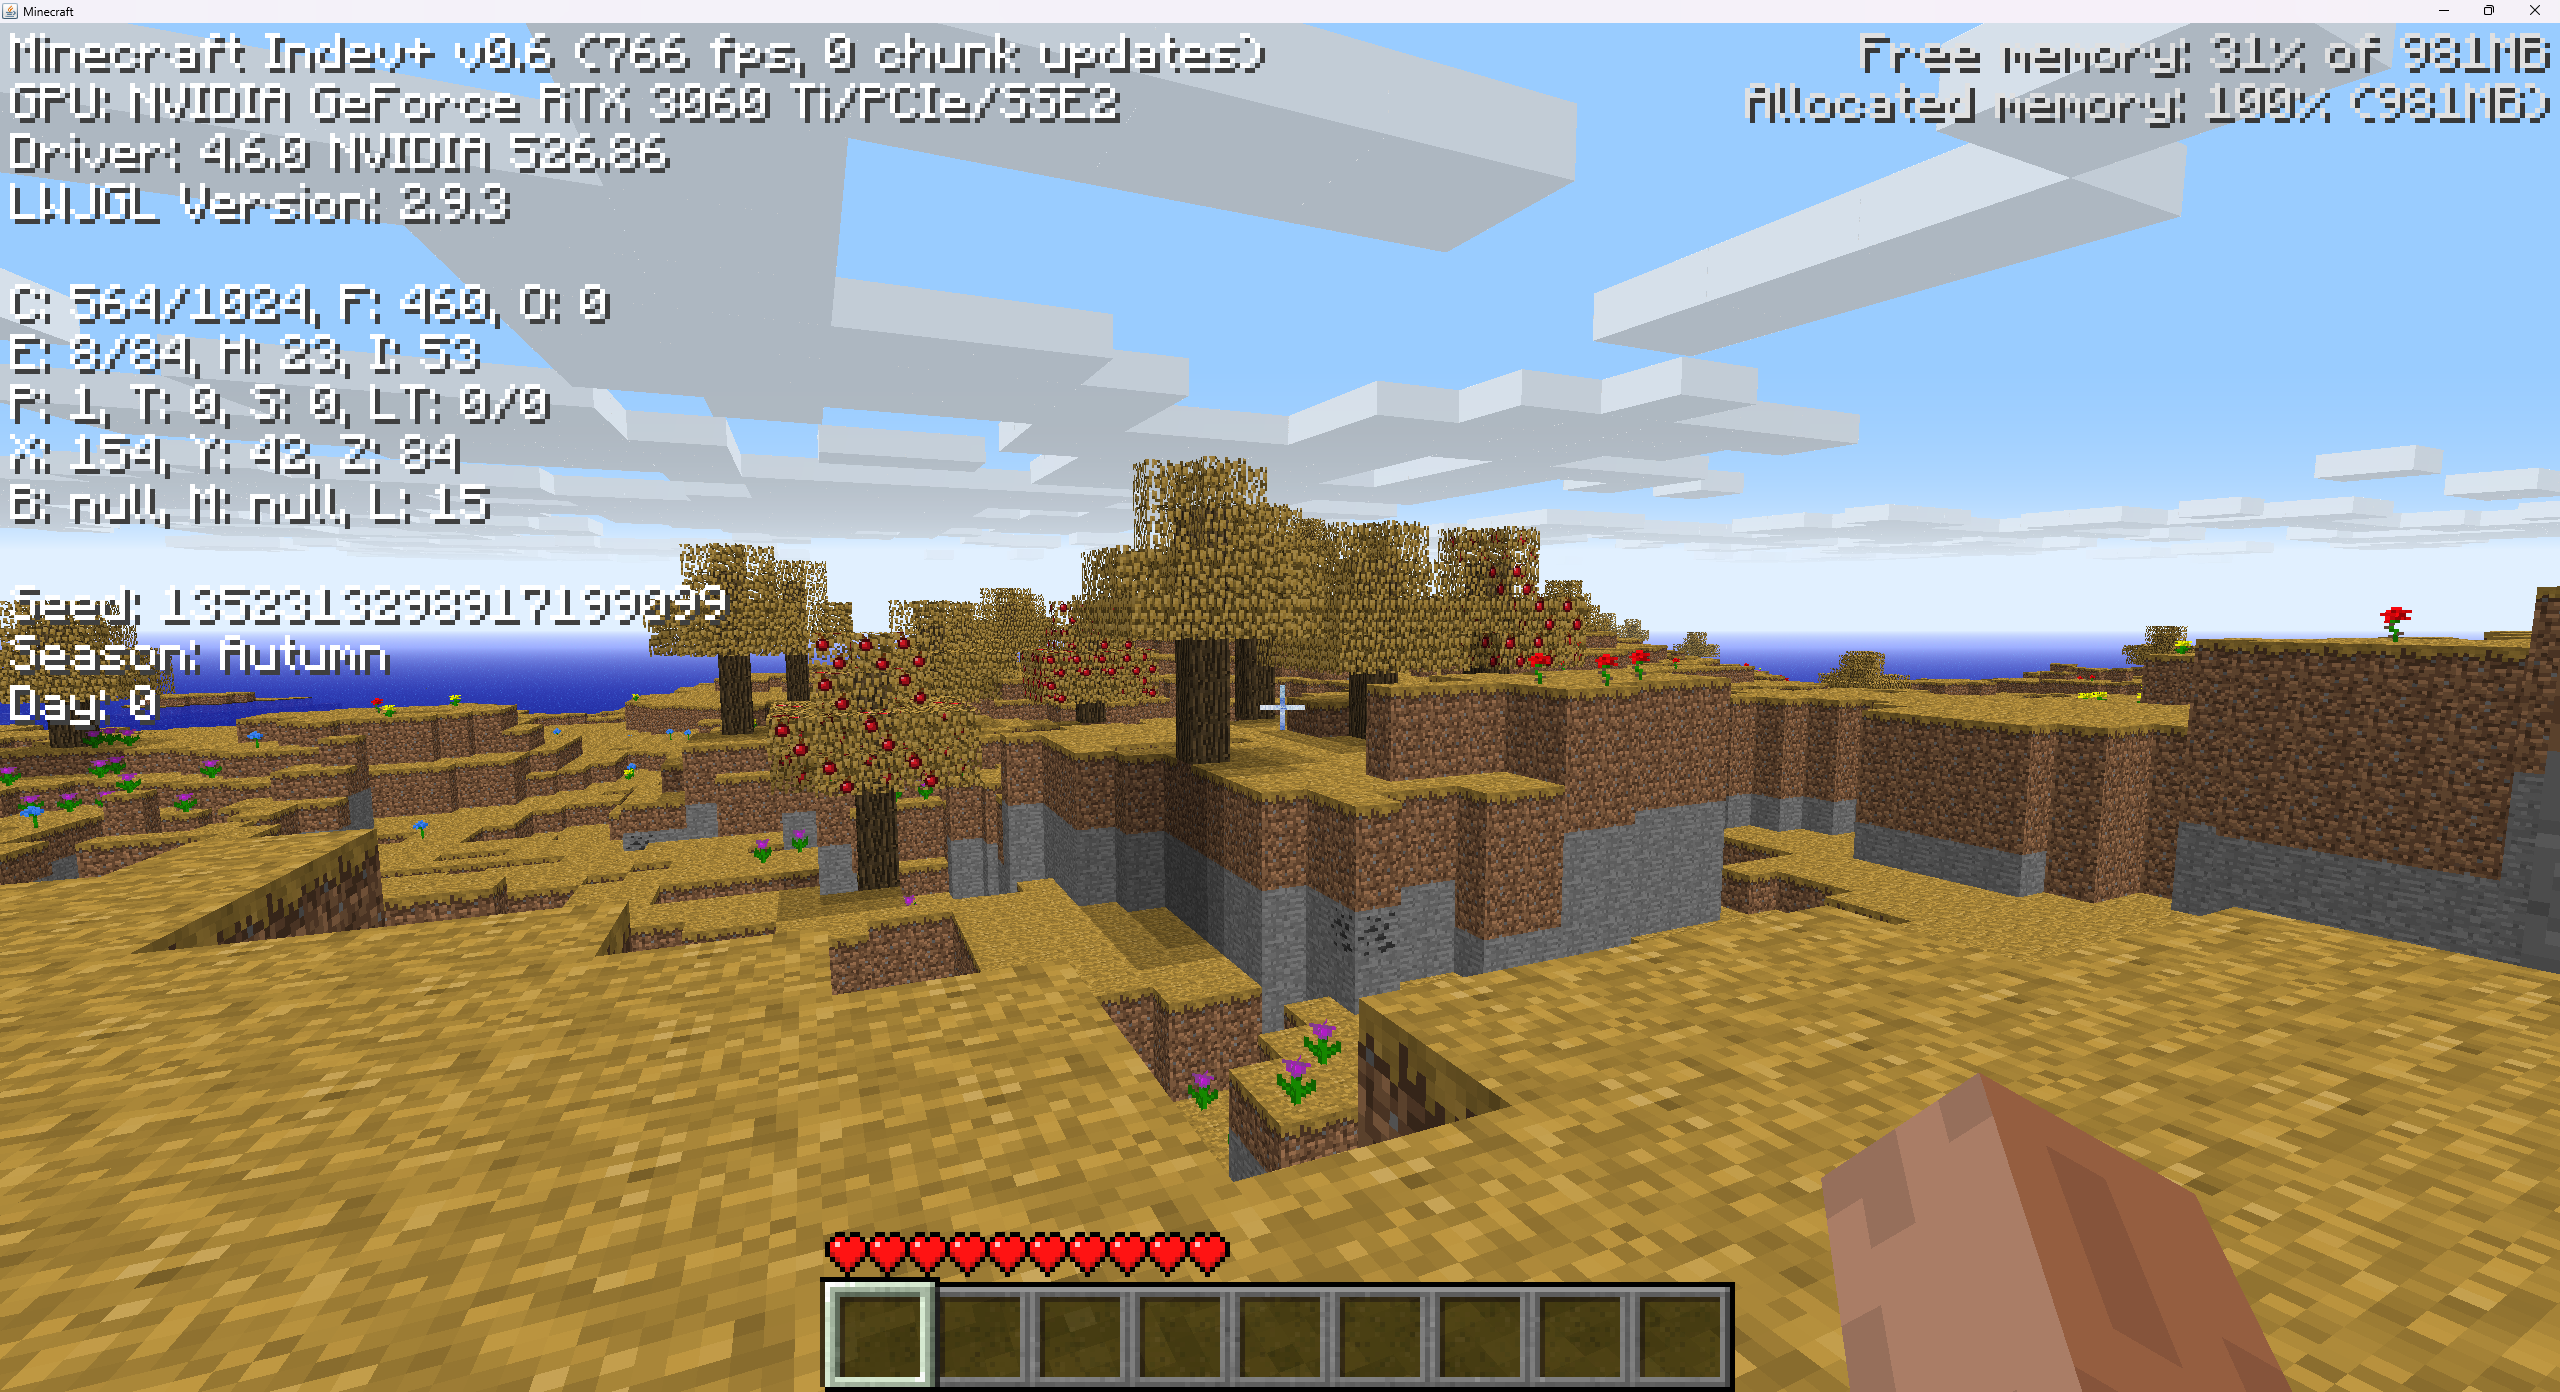 Minecraft
Minecraft Indev+ v0.6 (766 fps, 0 chunk updates)
Free memory: 31% of 981MB
GPU: NVIDIA GeForce RTX 3060 Ti/PCIe/SSE2
Allocated memory: 100% (981MB)
Driver: 4.6.0 NVIDIA 526.86
LWJGL Version: 2.9.3
C: 564/1024, F: 460, O: 0
E: 8/84, H: 23, I: 53
P: 1, T: 0, S: 0, LT: 0/0
X: 154, Y: 42, Z: 84
B: null, M: null, L: 15
Seed: 1352313298917199099
Season: Autumn
Day: 0